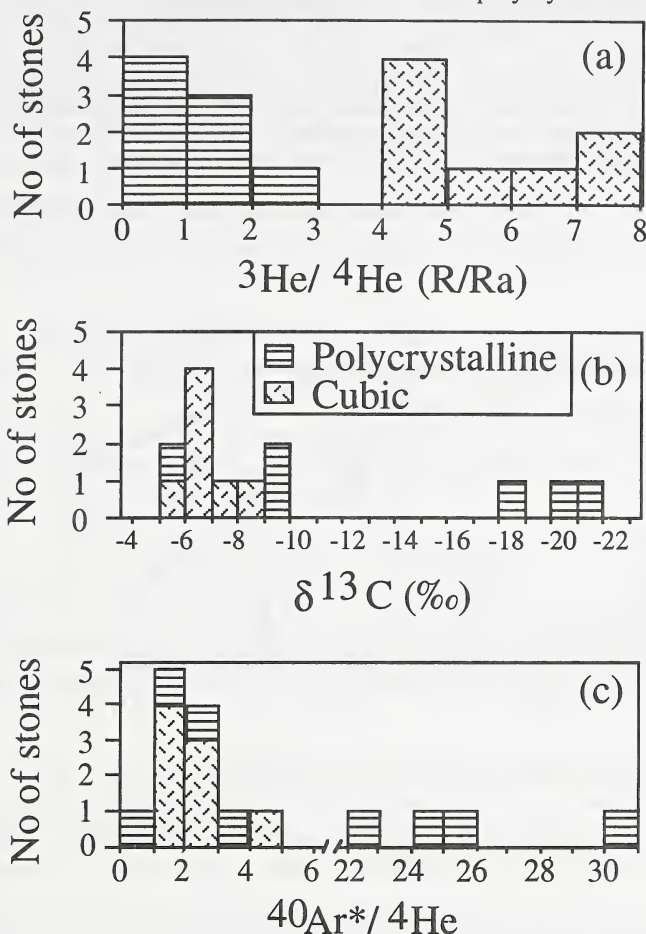 5
4
3
2
1
0
No of stones
(a)
0 1 2 3 4 5 6 7 8
3He/ 4He (R/Ra)
5
4
3
2
1
0
No of stones
Polycrystalline
Cubic
(b)
-4 -6 -8 -10 -12 -14 -16 -18 -20 -22
δ 13 C (‰)
5
4
3
2
1
0
No of stones
(c)
0 2 4 6 22 24 26 28 30
40Ar*/ 4He